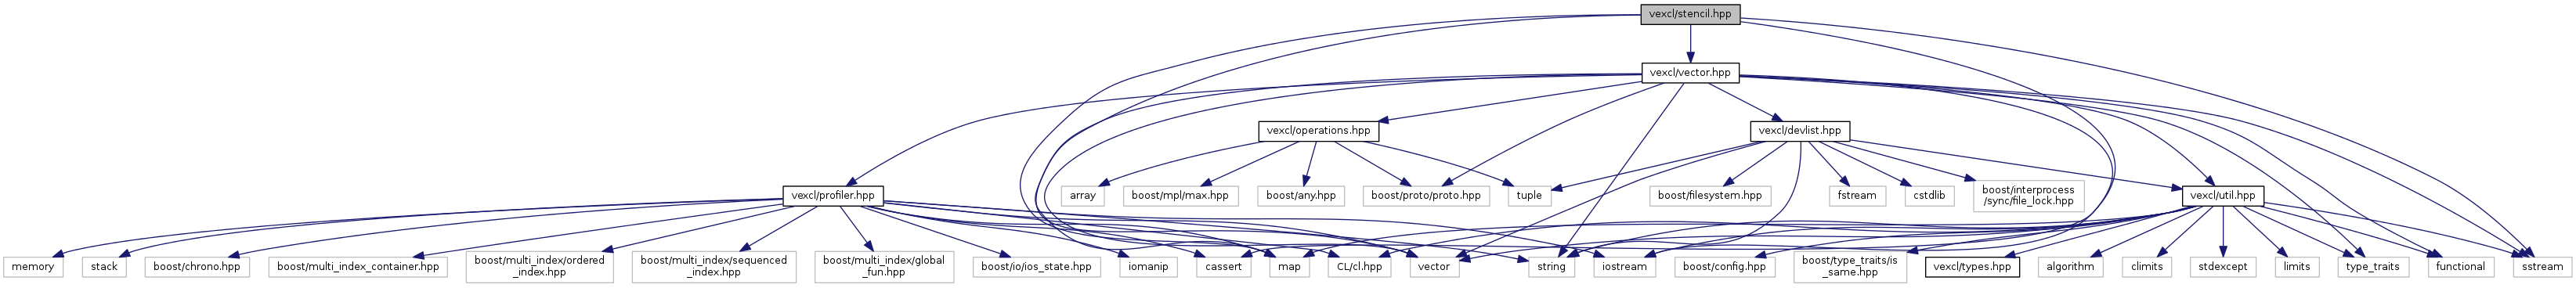 vexcl/stencil.hpp
vexcl/vector.hpp
vexcl/operations.hpp
vexcl/devlist.hpp
vexcl/profiler.hpp
array
boost/mpl/max.hpp
boost/any.hpp
boost/proto/proto.hpp
tuple
boost/filesystem.hpp
fstream
cstdlib
boost/interprocess
/sync/file_lock.hpp
vexcl/util.hpp
memory
stack
boost/chrono.hpp
boost/multi_index_container.hpp
boost/multi_index/ordered
_index.hpp
boost/multi_index/sequenced
_index.hpp
boost/multi_index/global
_fun.hpp
boost/io/ios_state.hpp
iomanip
cassert
map
CL/cl.hpp
vector
string
iostream
boost/config.hpp
boost/type_traits/is
_same.hpp
vexcl/types.hpp
algorithm
climits
stdexcept
limits
type_traits
functional
sstream